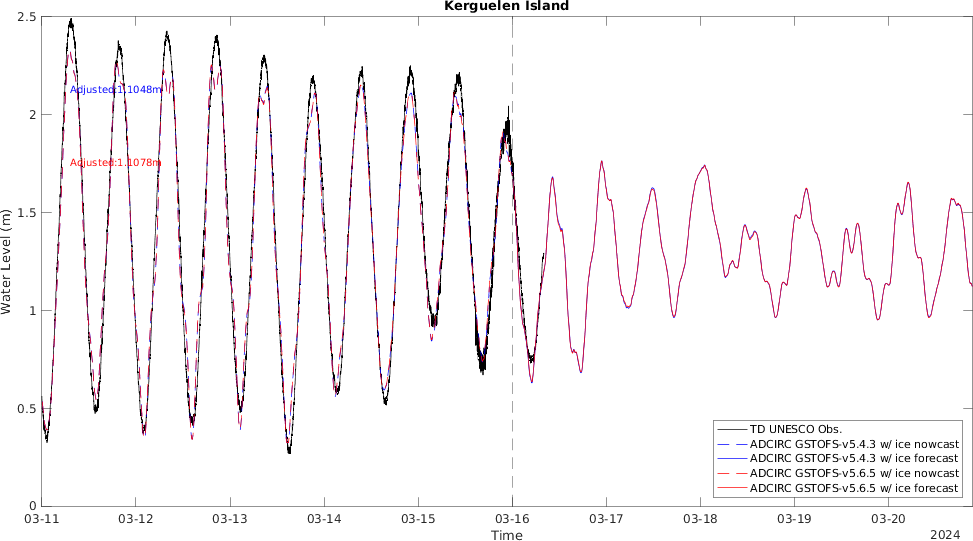 Kerguelen Island
2.5
2
1.5
1
0.5
0
Water Level (m)
Adjusted:1.1048m
Adjusted:1.1078m
TD UNESCO Obs.
ADCIRC GSTOFS-v5.4.3 w/ ice nowcast
ADCIRC GSTOFS-v5.4.3 w/ ice forecast
ADCIRC GSTOFS-v5.6.5 w/ ice nowcast
ADCIRC GSTOFS-v5.6.5 w/ ice forecast
03-11 03-12 03-13 03-14 03-15 03-16 03-17 03-18 03-19 03-20
Time
2024